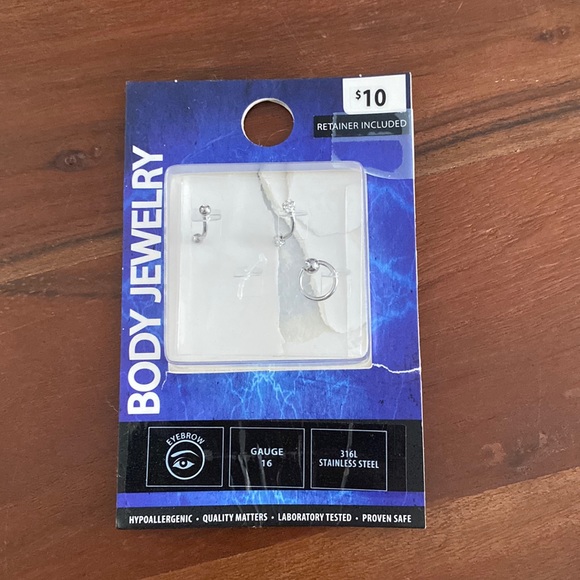 $10
RETAINER INCLUDED
BODY JEWELRY
EYEBROW
GAUGE
16
316L
STAINLESS STEEL
HYPOALLERGENIC • QUALITY MATTERS • LABORATORY TESTED • PROVEN SAFE